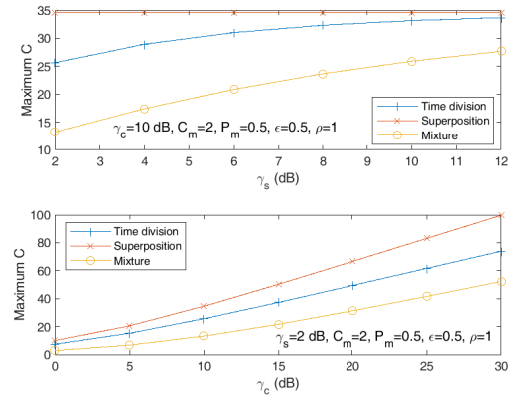 35
30
25
20
15
10
Maximum C
γc=10 dB, Cm=2, Pm=0.5, ϵ=0.5, ρ=1
Time division
Superposition
Mixture
2 3 4 5 6 7 8 9 10 11 12
γs (dB)
100
80
60
40
20
0
Maximum C
Time division
Superposition
Mixture
γs=2 dB, Cm=2, Pm=0.5, ϵ=0.5, ρ=1
0 5 10 15 20 25 30
γc (dB)